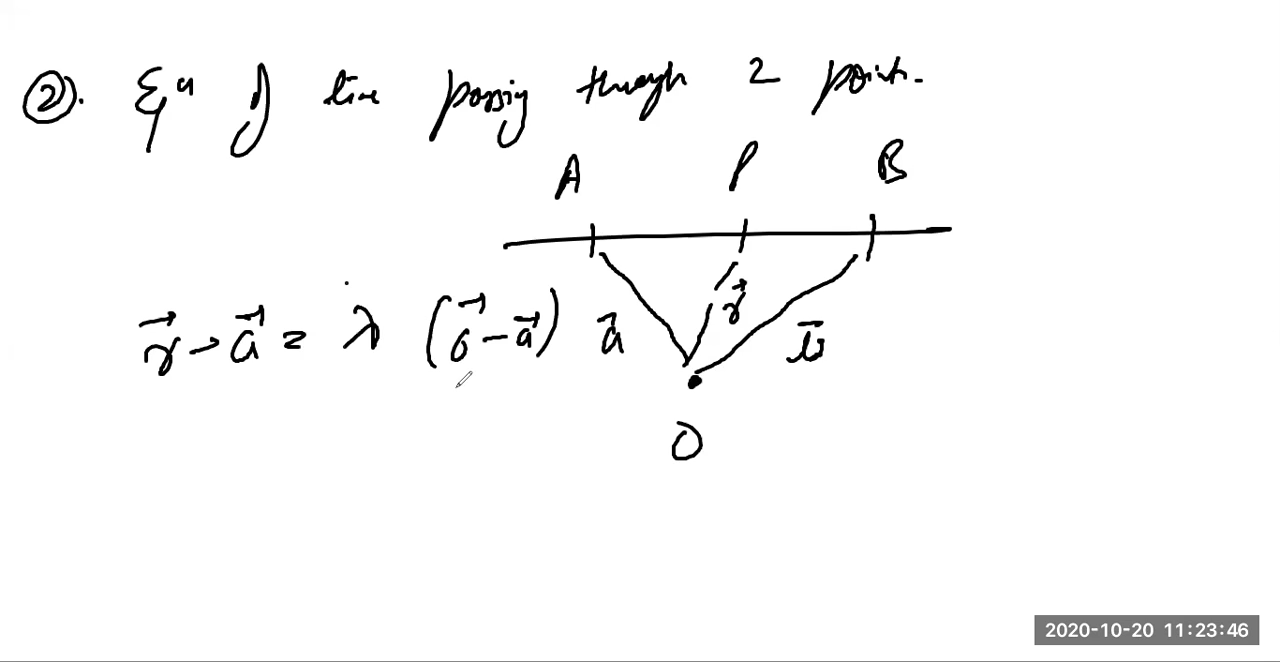 ②. Eqn of line passing through 2 points.
A P B
r⃗ - a⃗ = λ (b⃗ - a⃗) a⃗ r⃗ b⃗
O
2020-10-20 11:23:46